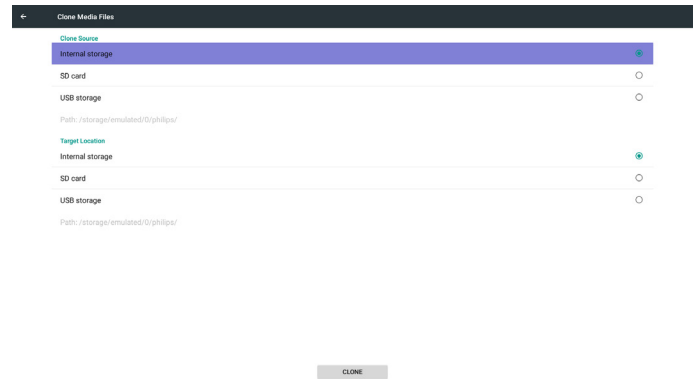 Clone Media Files
Clone Source
Internal storage
SD card
USB storage
Path: /storage/emulated/0/philips/
Target Location
Internal storage
SD card
USB storage
Path: /storage/emulated/0/philips/
CLONE